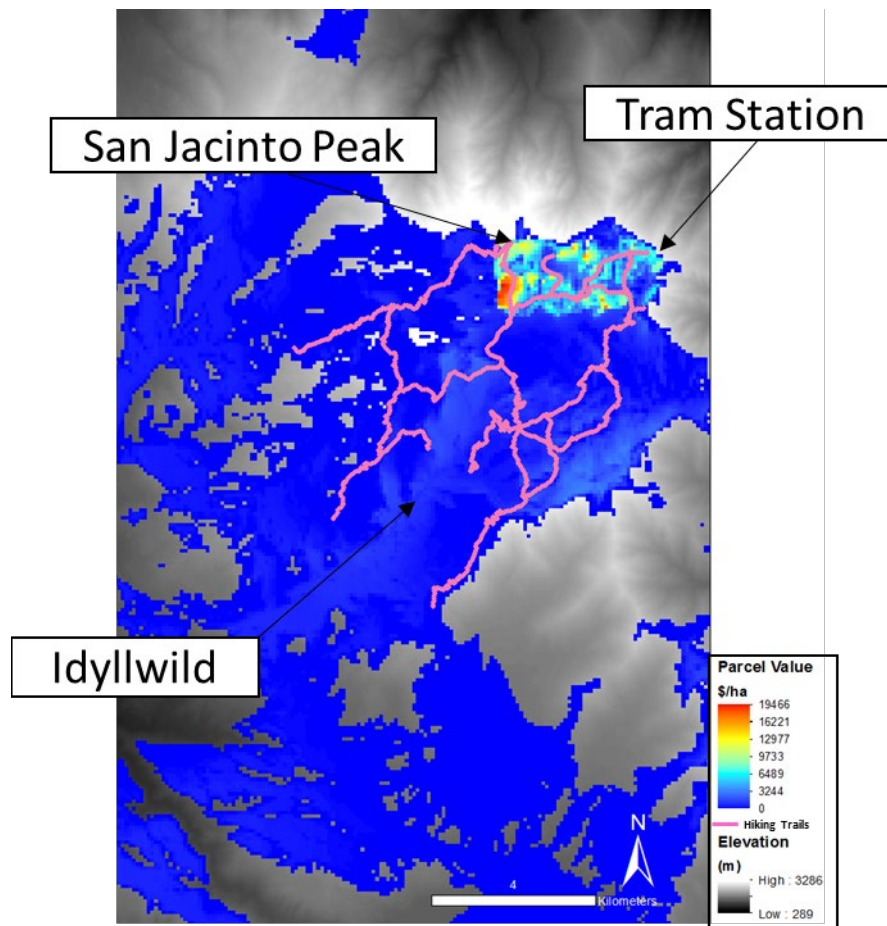 San Jacinto Peak
Tram Station
Idyllwild
N
4
Kilometers
Parcel Value
$/ha
19466
16221
12977
9733
6489
3244
0
Hiking Trails
Elevation
(m)
High : 3286
Low : 289